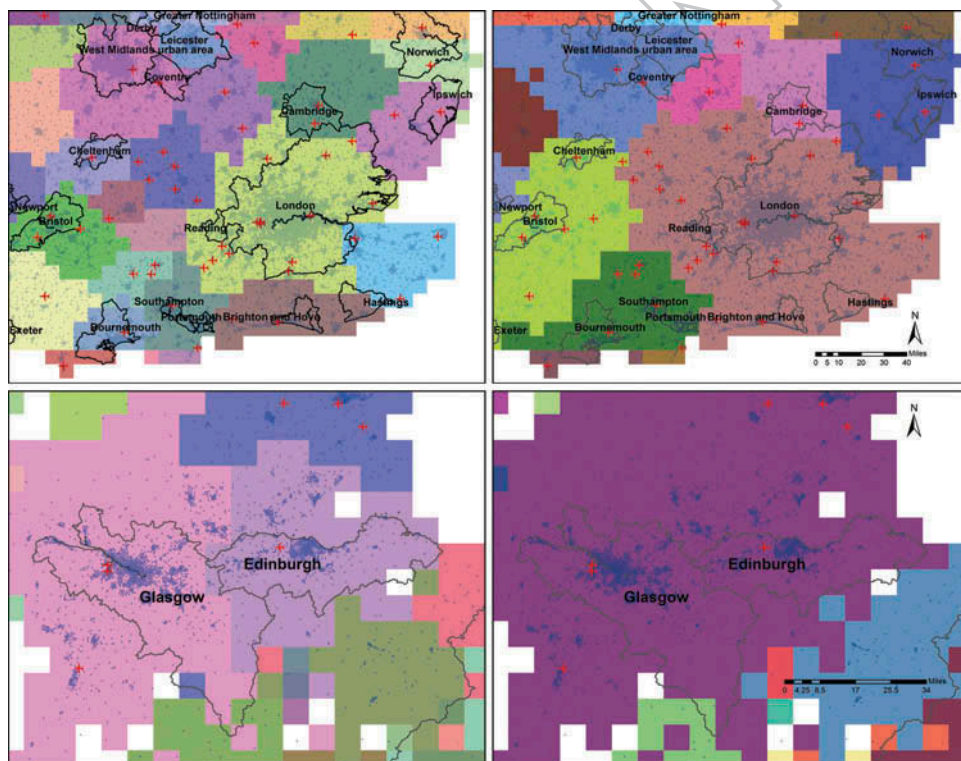 Greater Nottingham
Derby
Leicester
West Midlands urban area
Coventry
Norwich
Ipswich
Cambridge
Cheltenham
Newport
Bristol
London
Reading
Southampton
Hastings
Portsmouth Brighton and Hove
Bournemouth
Exeter
Greater Nottingham
Derby
Leicester
West Midlands urban area
Coventry
Norwich
Ipswich
Cambridge
Cheltenham
Newport
Bristol
London
Reading
Southampton
Hastings
Portsmouth Brighton and Hove
Bournemouth
Exeter
N
Miles
0 5 10 20 30 40
Edinburgh
Glasgow
N
Edinburgh
Glasgow
Miles
0 4.25 8.5 17 25.5 34